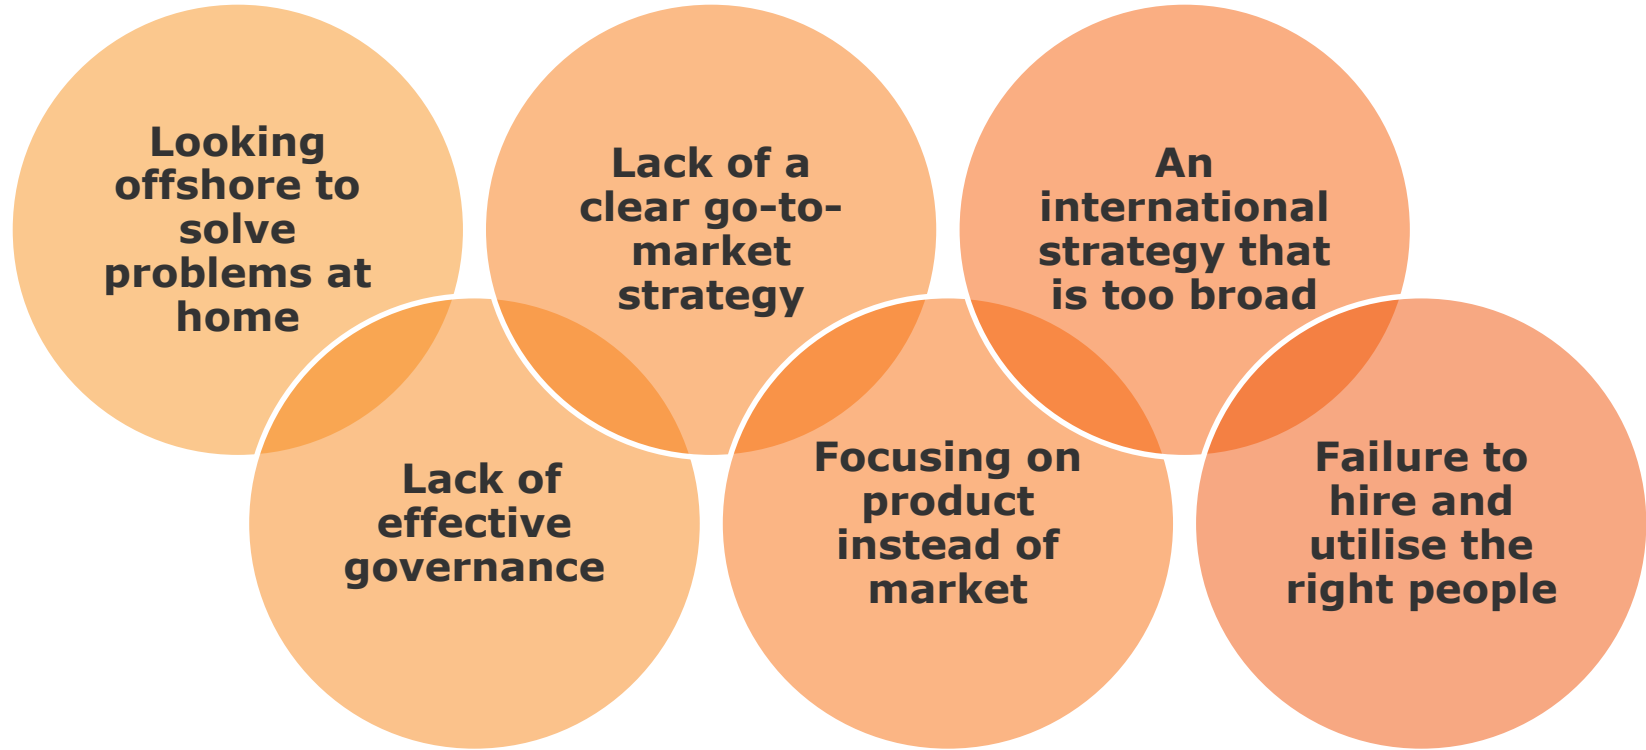 Looking
offshore to
solve
problems at
home
Lack of
effective
governance
Lack of a
clear go–to–
market
strategy
Focusing on
product
instead of
market
An
international
strategy that
is too broad
Failure to
hire and
utilise the
right people